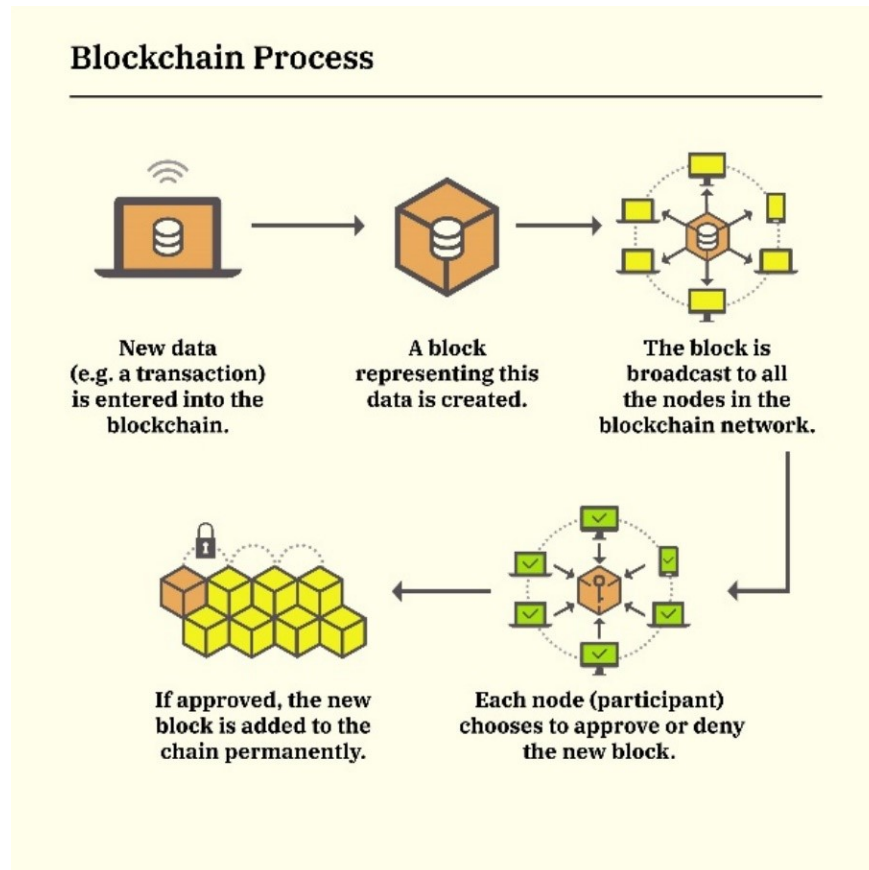 Blockchain Process
New data
(e.g. a transaction)
is entered into the
blockchain.
A block
representing this
data is created.
The block is
broadcast to all
the nodes in the
blockchain network.
If approved, the new
block is added to the
chain permanently.
Each node (participant)
chooses to approve or deny
the new block.